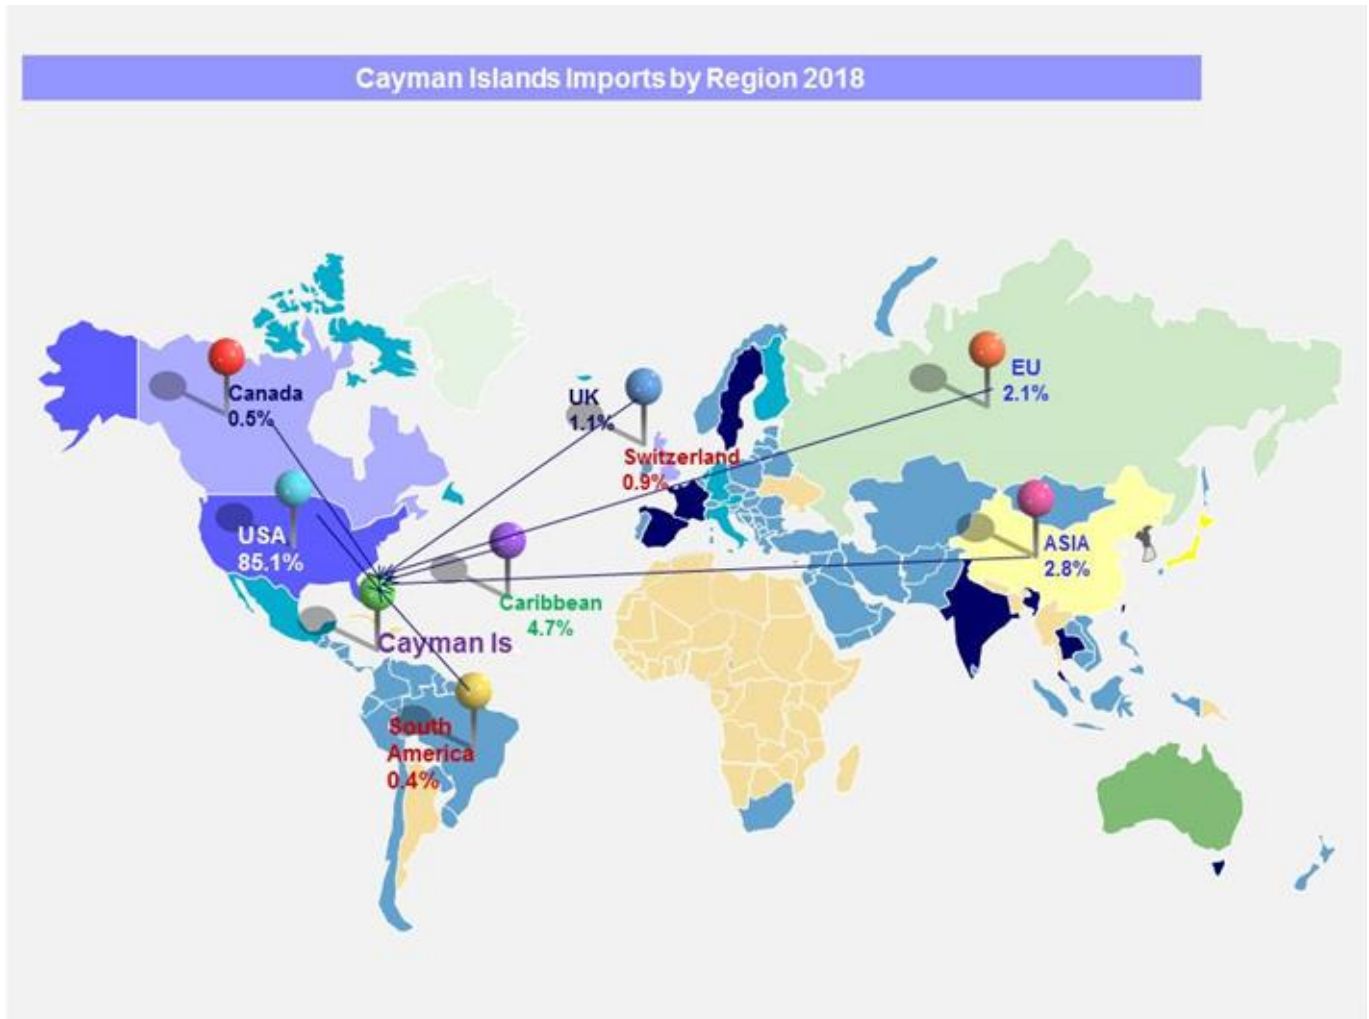 Cayman Islands Imports by Region 2018
Canada
0.5%
UK
1.1%
EU
2.1%
Switzerland
0.9%
USA
85.1%
ASIA
2.8%
Caribbean
4.7%
Cayman Is
South
America
0.4%